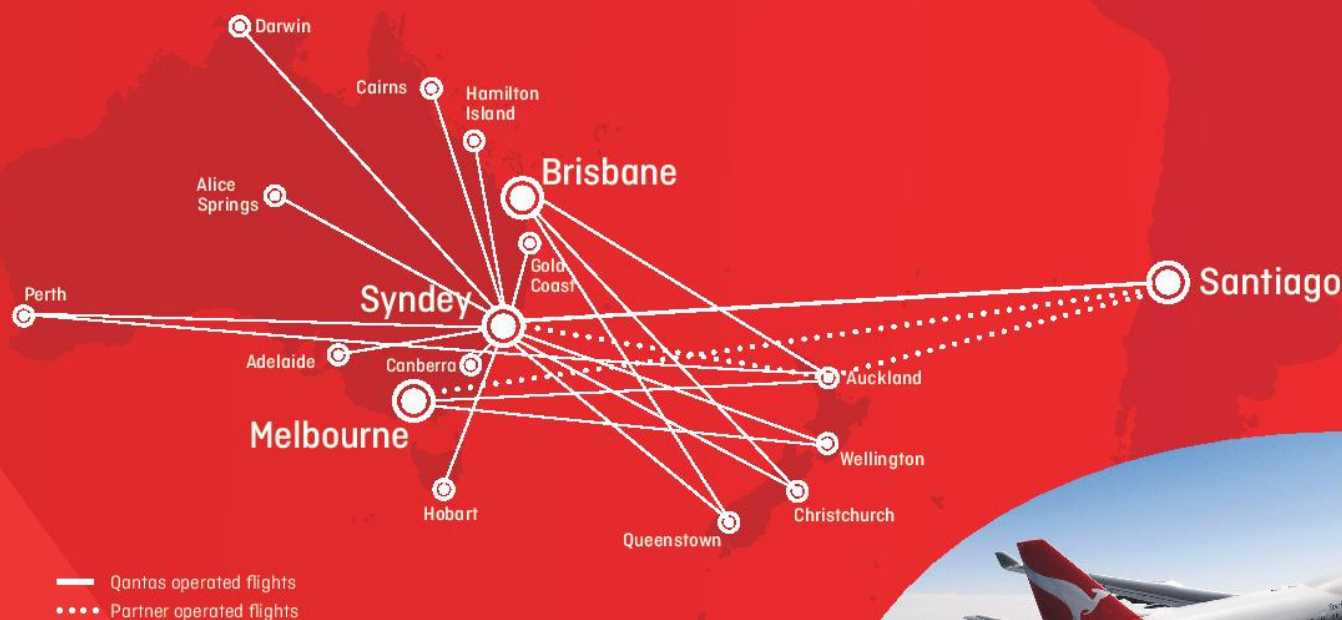 Darwin
Cairns
Hamilton
Island
Brisbane
Alice
Springs
Gold
Coast
Perth
Syndey
Santiago
Adelaide
Canberra
Auckland
Melbourne
Wellington
Hobart
Christchurch
Queenstown
Qantas operated flights
Partner operated flights